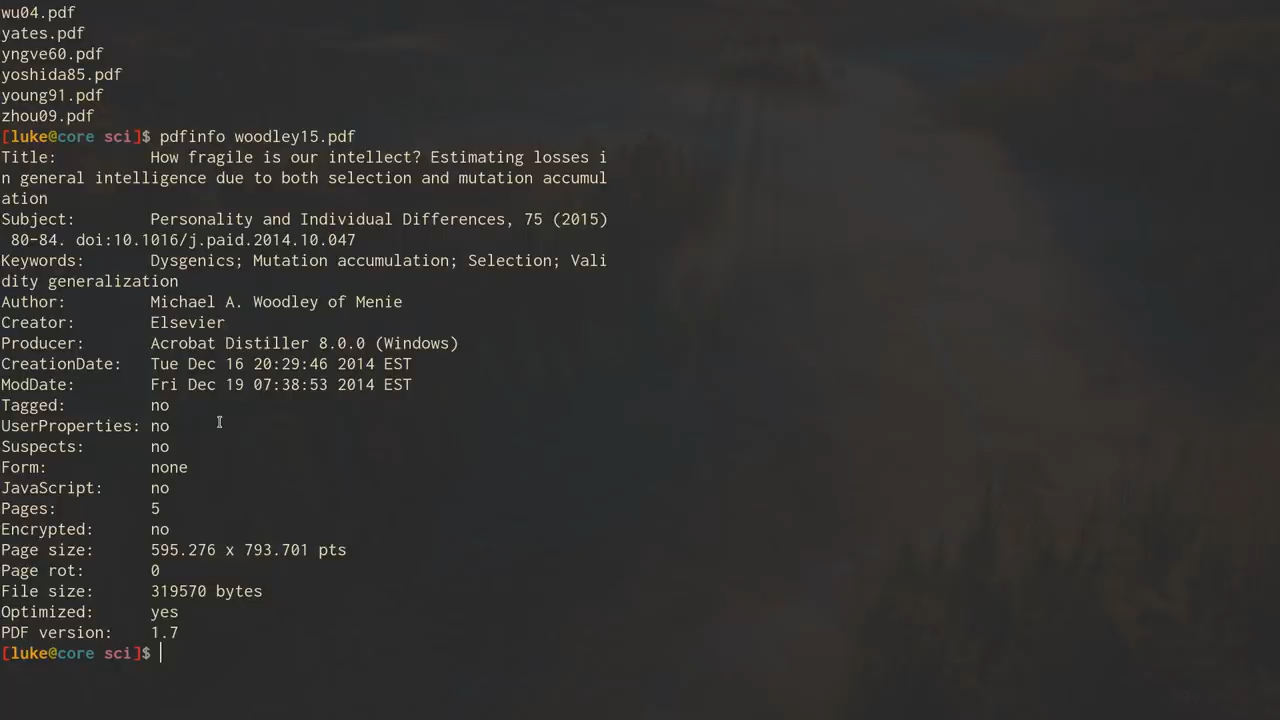 wu04.pdf
yates.pdf
yngve60.pdf
yoshida85.pdf
young91.pdf
zhou09.pdf
[luke@core sci]$ pdfinfo woodley15.pdf
Title:          How fragile is our intellect? Estimating losses i
n general intelligence due to both selection and mutation accumul
ation
Subject:        Personality and Individual Differences, 75 (2015)
 80-84. doi:10.1016/j.paid.2014.10.047
Keywords:       Dysgenics; Mutation accumulation; Selection; Vali
dity generalization
Author:         Michael A. Woodley of Menie
Creator:        Elsevier
Producer:       Acrobat Distiller 8.0.0 (Windows)
CreationDate:   Tue Dec 16 20:29:46 2014 EST
ModDate:        Fri Dec 19 07:38:53 2014 EST
Tagged:         no
UserProperties: no
Suspects:       no
Form:           none
JavaScript:     no
Pages:          5
Encrypted:      no
Page size:      595.276 x 793.701 pts
Page rot:       0
File size:      319570 bytes
Optimized:      yes
PDF version:    1.7
[luke@core sci]$